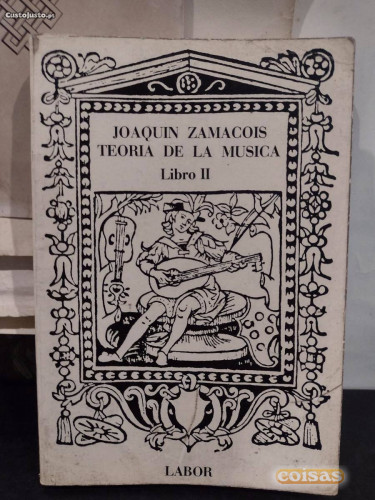 CustoJusto.pt
JOAQUIN ZAMACOIS
TEORIA DE LA MUSICA
Libro II
LABOR
coisas